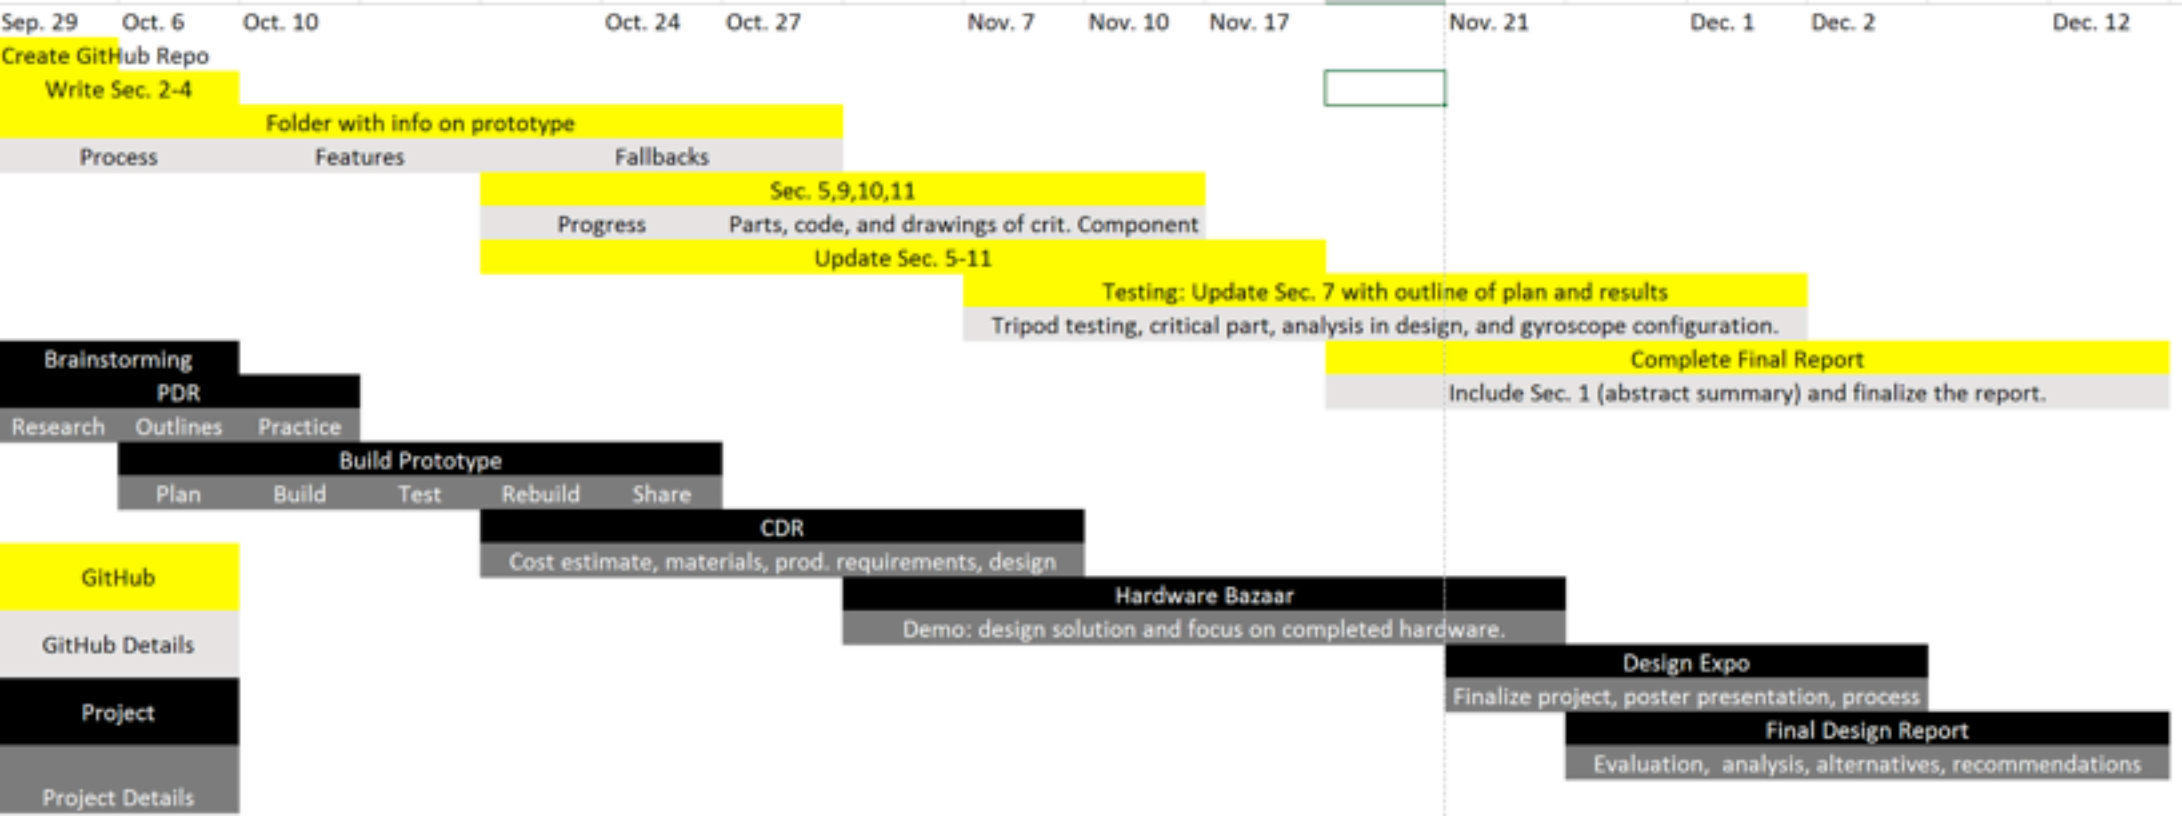 Sep. 29 Oct. 6 Oct. 10 Oct. 24 Oct. 27 Nov. 7 Nov. 10 Nov. 17 Nov. 21 Dec. 1 Dec. 2 Dec. 12
Create GitHub Repo
Write Sec. 2-4
Folder with info on prototype
Process Features Fallbacks
Sec. 5,9,10,11
Progress Parts, code, and drawings of crit. Component
Update Sec. 5-11
Testing: Update Sec. 7 with outline of plan and results
Tripod testing, critical part, analysis in design, and gyroscope configuration.
Brainstorming Complete Final Report
PDR Include Sec. 1 (abstract summary) and finalize the report.
Research Outlines Practice
Build Prototype
Plan Build Test Rebuild Share
CDR
Cost estimate, materials, prod. requirements, design
GitHub
Hardware Bazaar
Demo: design solution and focus on completed hardware.
GitHub Details
Design Expo
Finalize project, poster presentation, process
Project
Final Design Report
Evaluation, analysis, alternatives, recommendations
Project Details